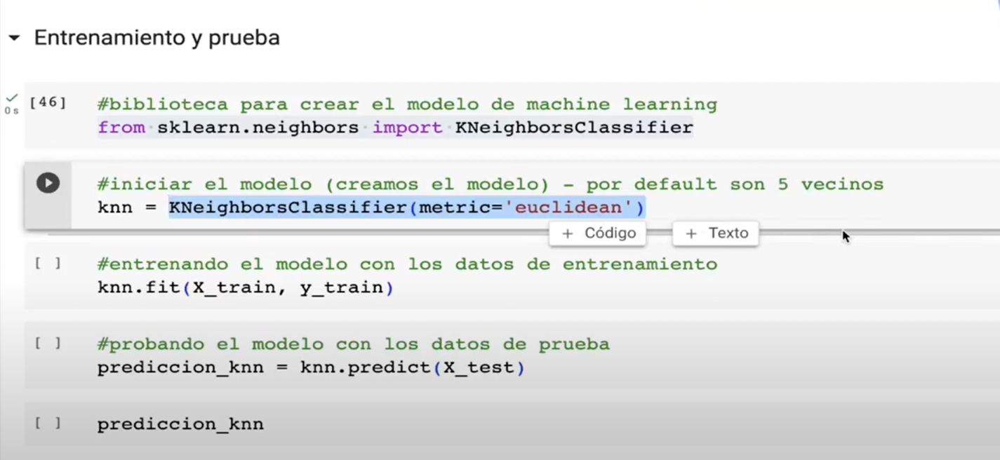 Entrenamiento y prueba
[46]
0 s
#biblioteca para crear el modelo de machine learning
from sklearn.neighbors import KNeighborsClassifier
#iniciar el modelo (creamos el modelo) - por default son 5 vecinos
knn = KNeighborsClassifier(metric='euclidean')
+ Código + Texto
[ ] #entrenando el modelo con los datos de entrenamiento
knn.fit(X_train, y_train)
[ ] #probando el modelo con los datos de prueba
prediccion_knn = knn.predict(X_test)
[ ] prediccion_knn